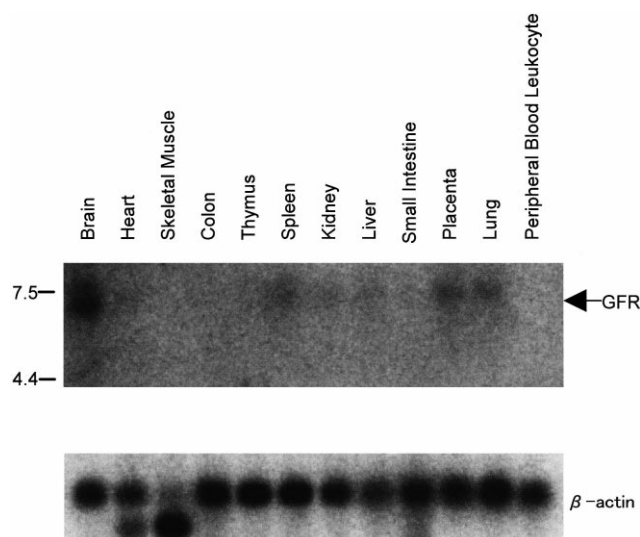 Brain
Heart
Skeletal Muscle
Colon
Thymus
Spleen
Kidney
Liver
Small Intestine
Placenta
Lung
Peripheral Blood Leukocyte
7.5
GFR
4.4
β-actin